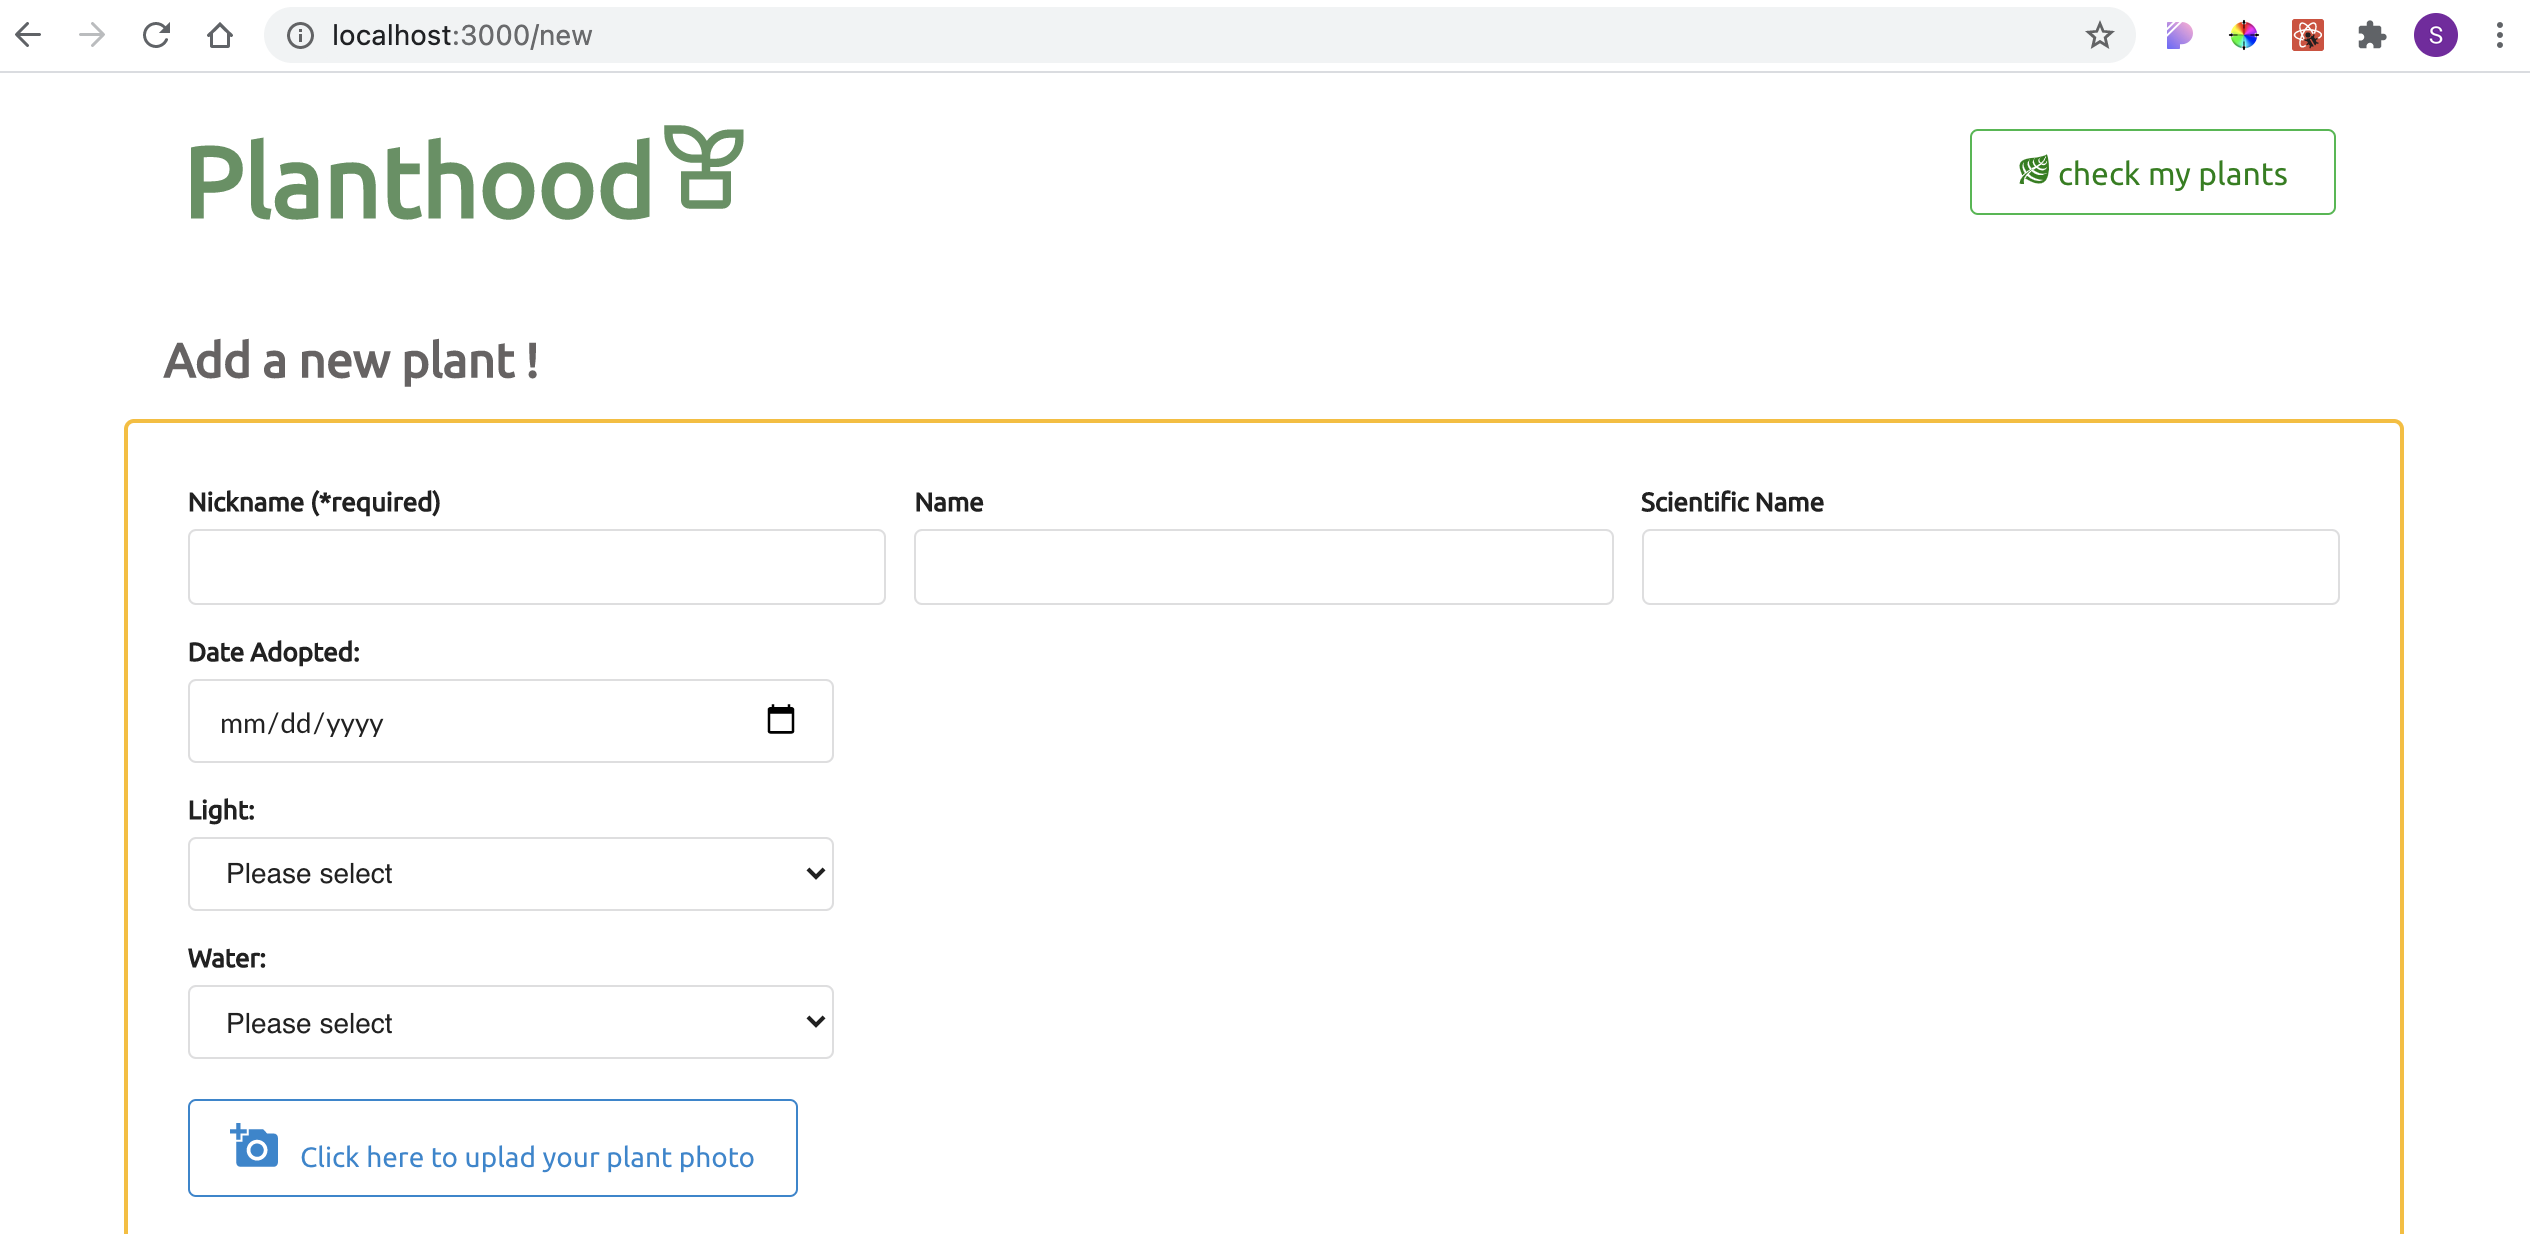 localhost:3000/new
S
Planthood
check my plants
Add a new plant !
Nickname (*required)
Name
Scientific Name
Date Adopted:
mm/dd/yyyy
Light:
Please select
Water:
Please select
Click here to uplad your plant photo